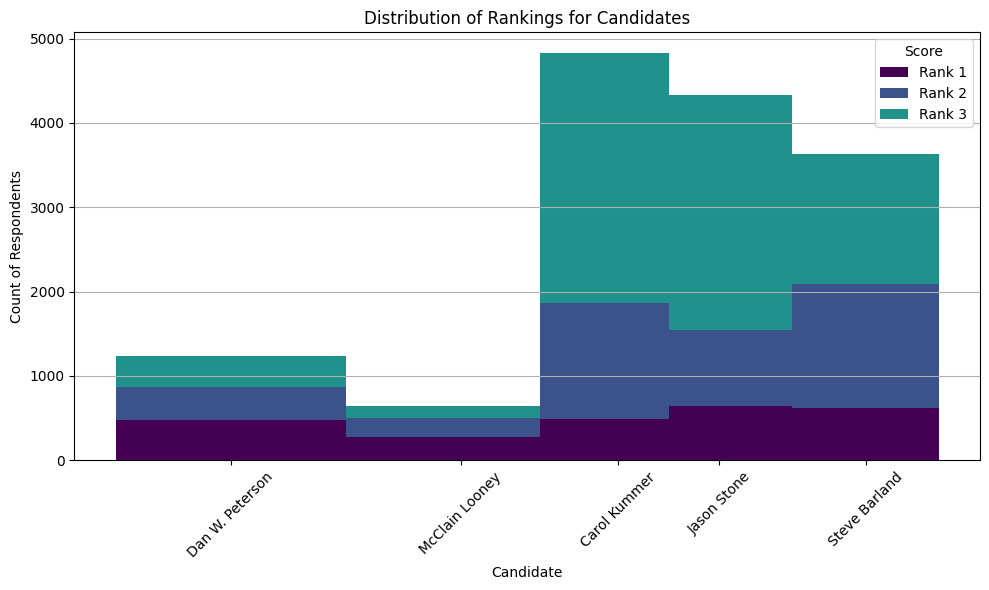 Distribution of Rankings for Candidates
5000
4000
3000
2000
1000
0
Count of Respondents
Score
Rank 1
Rank 2
Rank 3
Dan W. Peterson
McClain Looney
Carol Kummer
Jason Stone
Steve Barland
Candidate